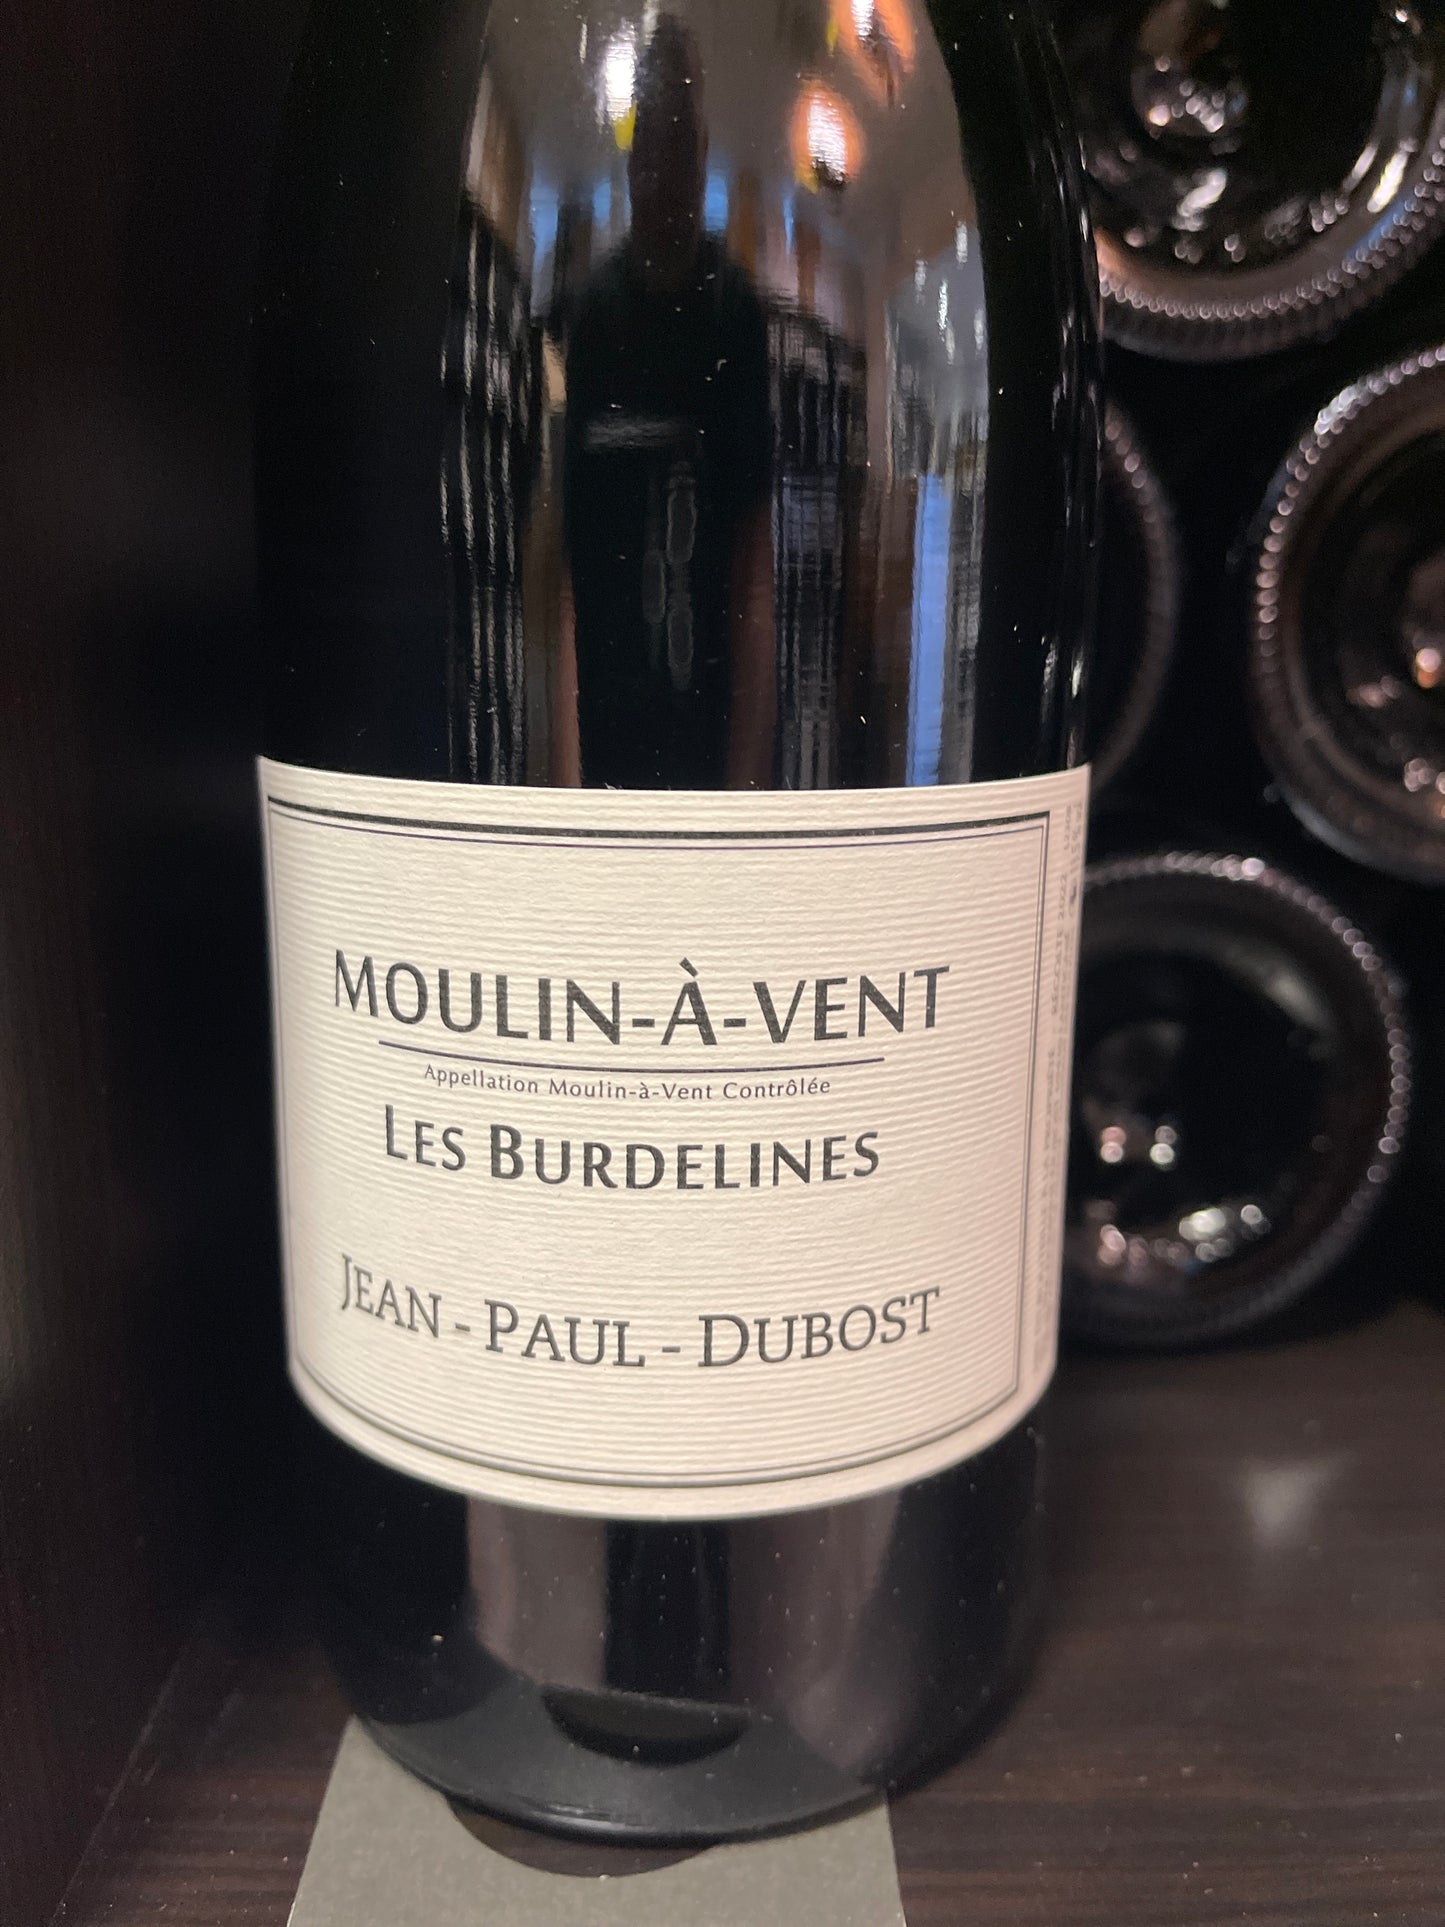 MOULIN-À-VENT
Appellation Moulin-à-Vent Contrôlée
LES BURDELINES
JEAN-PAUL-DUBOST